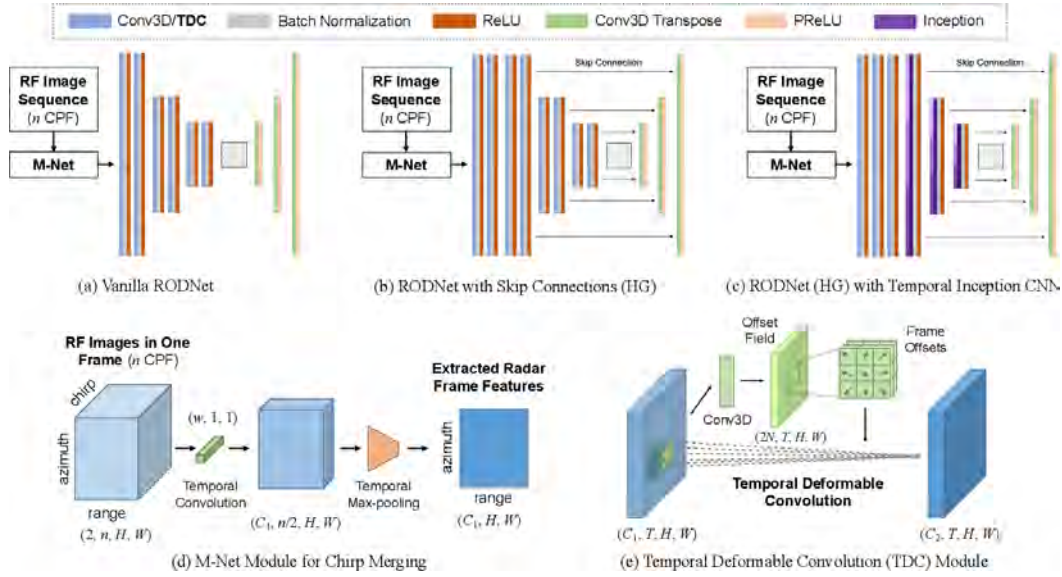 Conv3D/TDC Batch Normalization ReLU Conv3D Transpose PReLU Inception
RF Image
Sequence
(n CPF)
M-Net
(a) Vanilla RODNet
RF Image
Sequence
(n CPF)
M-Net
Skip Connection
(b) RODNet with Skip Connections (HG)
RF Image
Sequence
(n CPF)
M-Net
Skip Connection
(c) RODNet (HG) with Temporal Inception CNN
RF Images in One
Frame (n CPF)
chirp
azimuth
range
(2, n, H, W)
(w, 1, 1)
Temporal
Convolution
(C₁, n/2, H, W)
Temporal
Max-pooling
Extracted Radar
Frame Features
azimuth
range
(C₁, H, W)
(d) M-Net Module for Chirp Merging
Offset
Field
Frame
Offsets
Conv3D
(2N, T, H, W)
Temporal Deformable
Convolution
(C₁, T, H, W)
(C₂, T, H, W)
(e) Temporal Deformable Convolution (TDC) Module